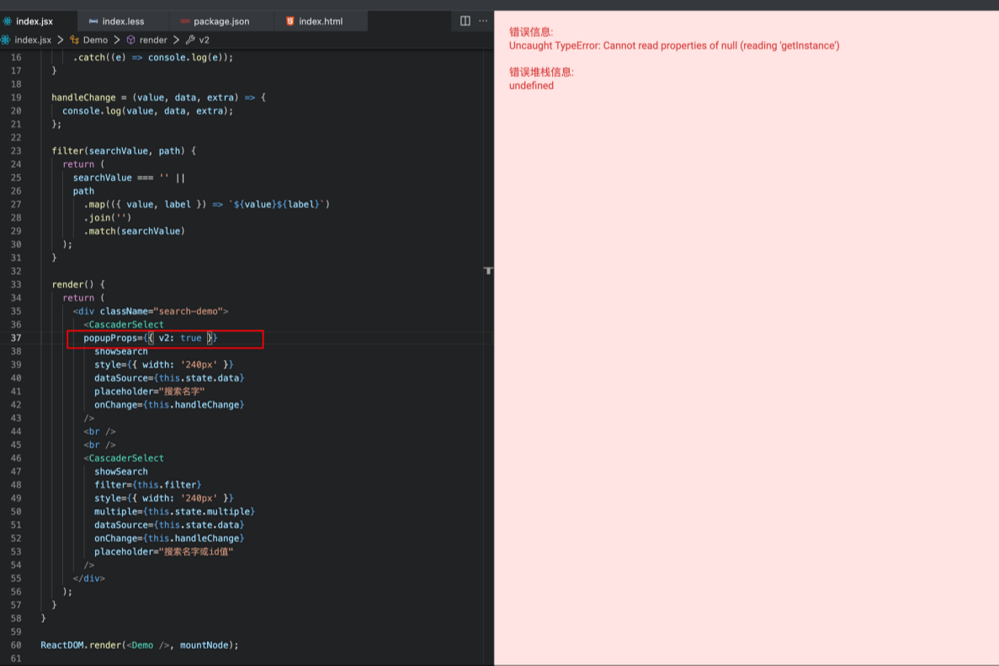 index.jsx
index.less
package.json
index.html
index.jsx > Demo > render > v2
16 .catch((e) => console.log(e));
17 }
18
19 handleChange = (value, data, extra) => {
20 console.log(value, data, extra);
21 };
22
23 filter(searchValue, path) {
24 return (
25 searchValue === '' ||
26 path
27 .map(({ value, label }) => `${value}${label}`)
28 .join('')
29 .match(searchValue)
30 );
31 }
32
33 render() {
34 return (
35 <div className="search-demo">
36 <CascaderSelect
37 popupProps={{ v2: true }}
38 showSearch
39 style={{ width: '240px' }}
40 dataSource={this.state.data}
41 placeholder="搜索名字"
42 onChange={this.handleChange}
43 />
44 <br />
45 <br />
46 <CascaderSelect
47 showSearch
48 filter={this.filter}
49 style={{ width: '240px' }}
50 multiple={this.state.multiple}
51 dataSource={this.state.data}
52 onChange={this.handleChange}
53 placeholder="搜索名字或id值"
54 />
55 </div>
56 );
57 }
58 }
59
60 ReactDOM.render(<Demo />, mountNode);
61
错误信息:
Uncaught TypeError: Cannot read properties of null (reading 'getInstance')
错误堆栈信息:
undefined